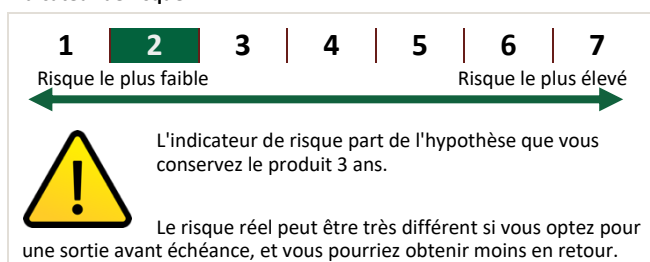 1 2 3 4 5 6 7
Risque le plus faible Risque le plus élevé
L'indicateur de risque part de l'hypothèse que vous
conservez le produit 3 ans.
Le risque réel peut être très différent si vous optez pour
une sortie avant échéance, et vous pourriez obtenir moins en retour.